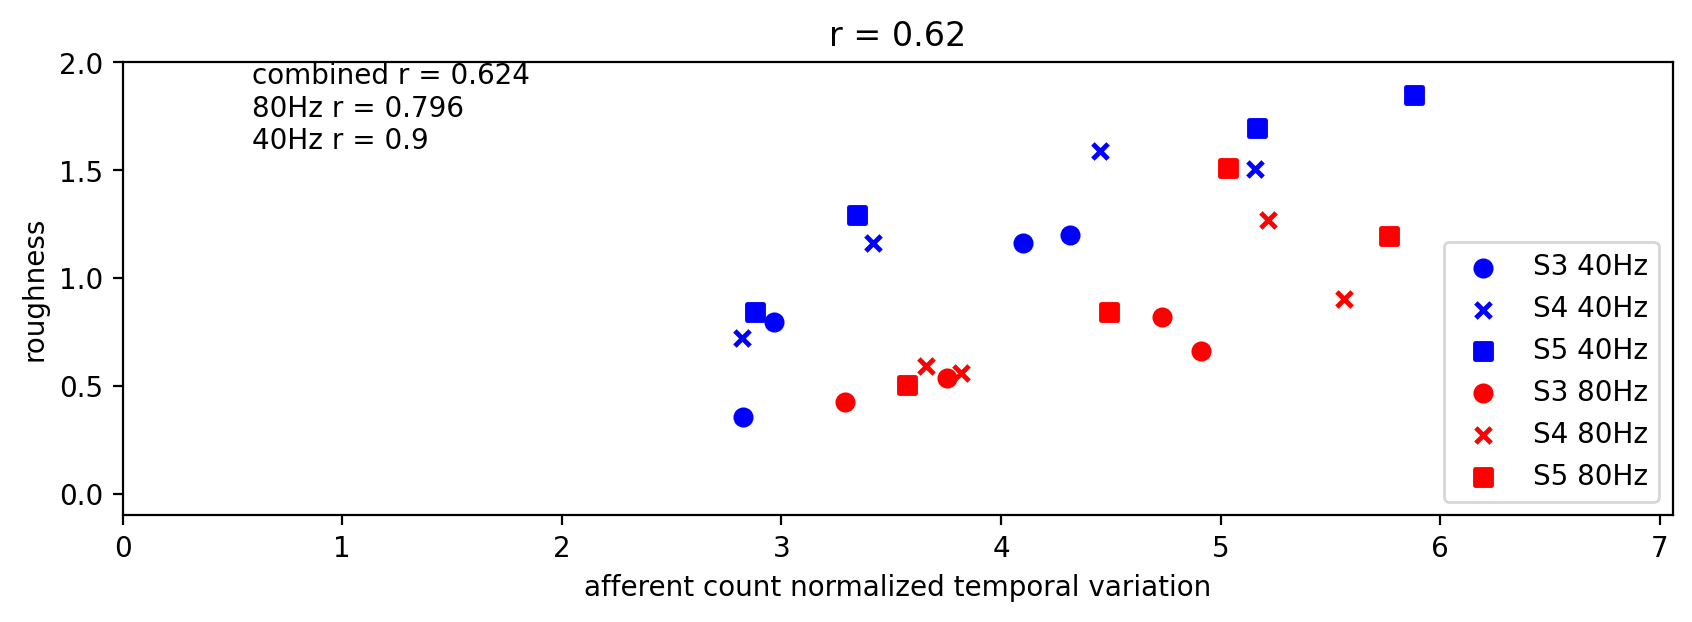 r = 0.62
combined r = 0.624
80Hz r = 0.796
40Hz r = 0.9
2.0
1.5
1.0
0.5
0.0
roughness
S3 40Hz
S4 40Hz
S5 40Hz
S3 80Hz
S4 80Hz
S5 80Hz
0 1 2 3 4 5 6 7
afferent count normalized temporal variation